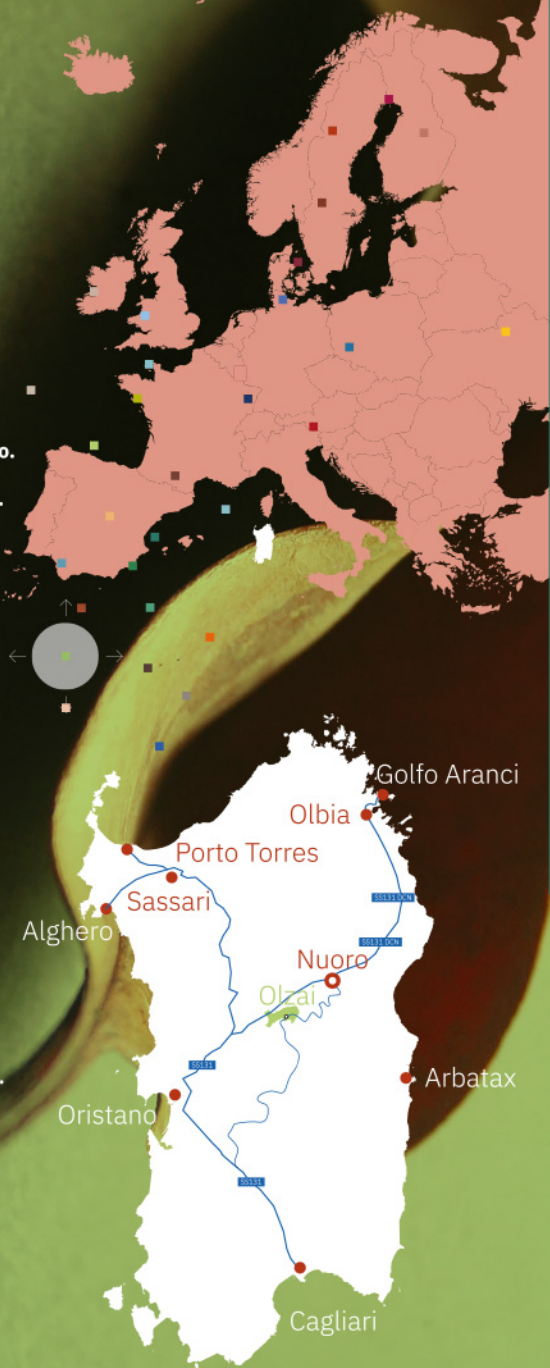 o.
.
Golfo Aranci
Olbia
Porto Torres
Sassari
SS131 DCN
Alghero
SS131 DCN
Nuoro
Olzai
SS131
Arbatax
.
Oristano
SS131
Cagliari